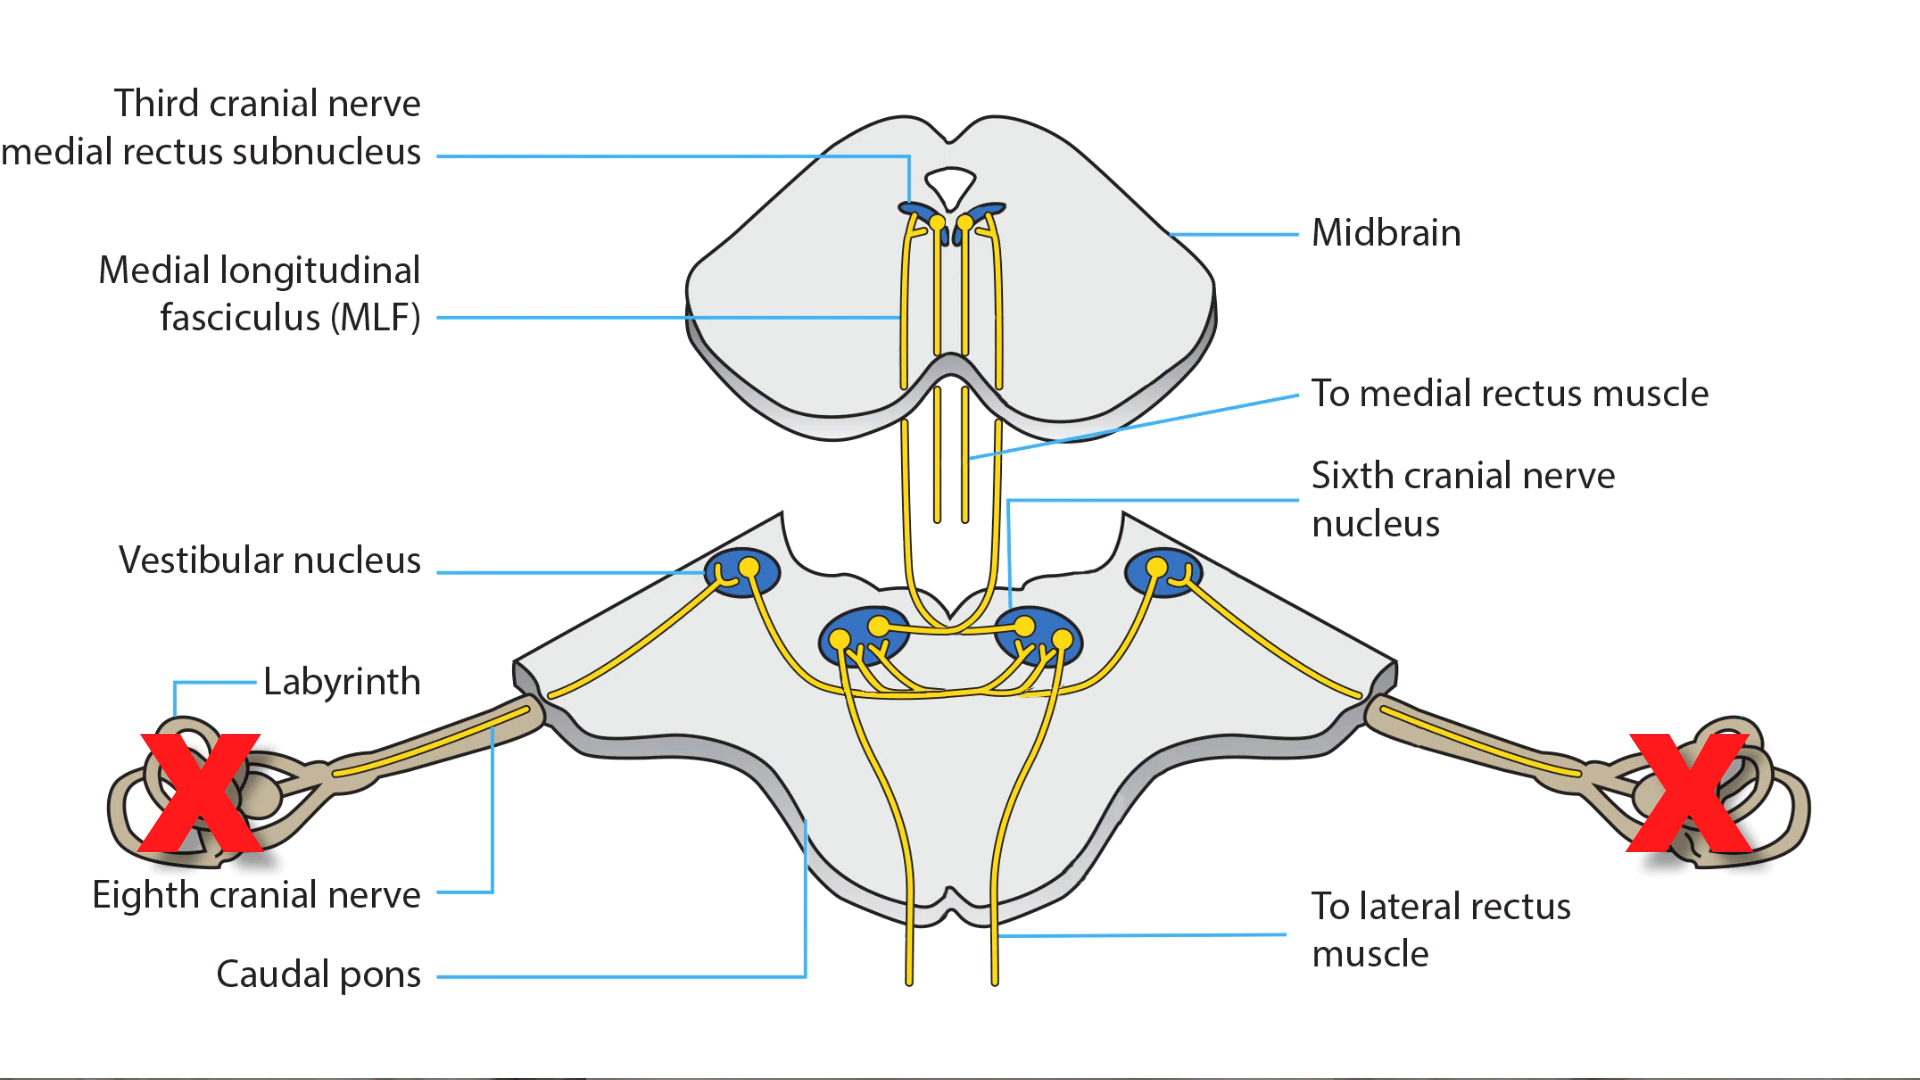 Third cranial nerve
medial rectus subnucleus
Medial longitudinal
fasciculus (MLF)
Vestibular nucleus
Labyrinth
Eighth cranial nerve
Caudal pons
Midbrain
To medial rectus muscle
Sixth cranial nerve
nucleus
To lateral rectus
muscle
X
X